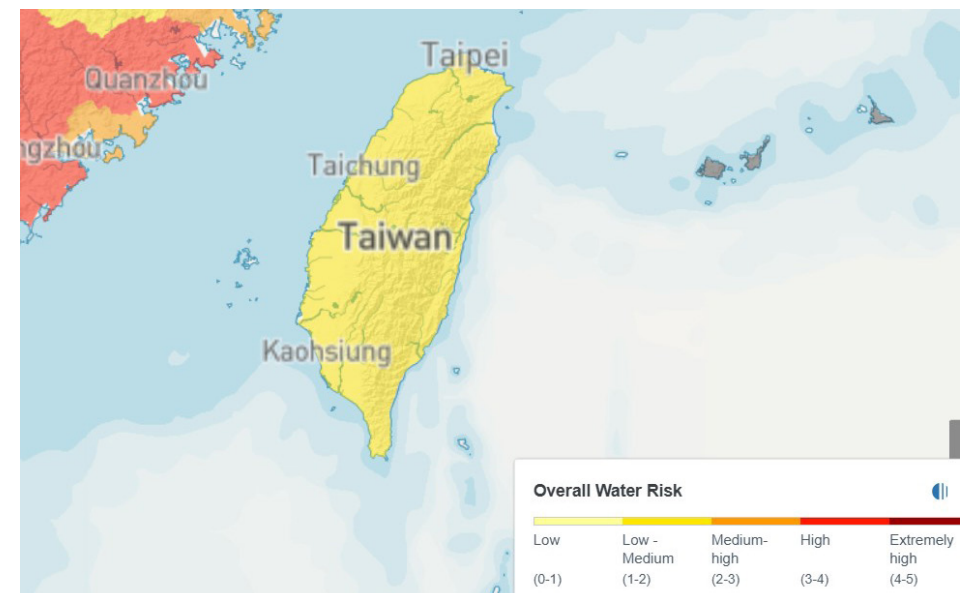 Taipei
Quanzhou
ngzhou
Taichung
Taiwan
Kaohsiung
Overall Water Risk
Low
Low -
Medium
Medium-
high
High
Extremely
high
(0-1)
(1-2)
(2-3)
(3-4)
(4-5)